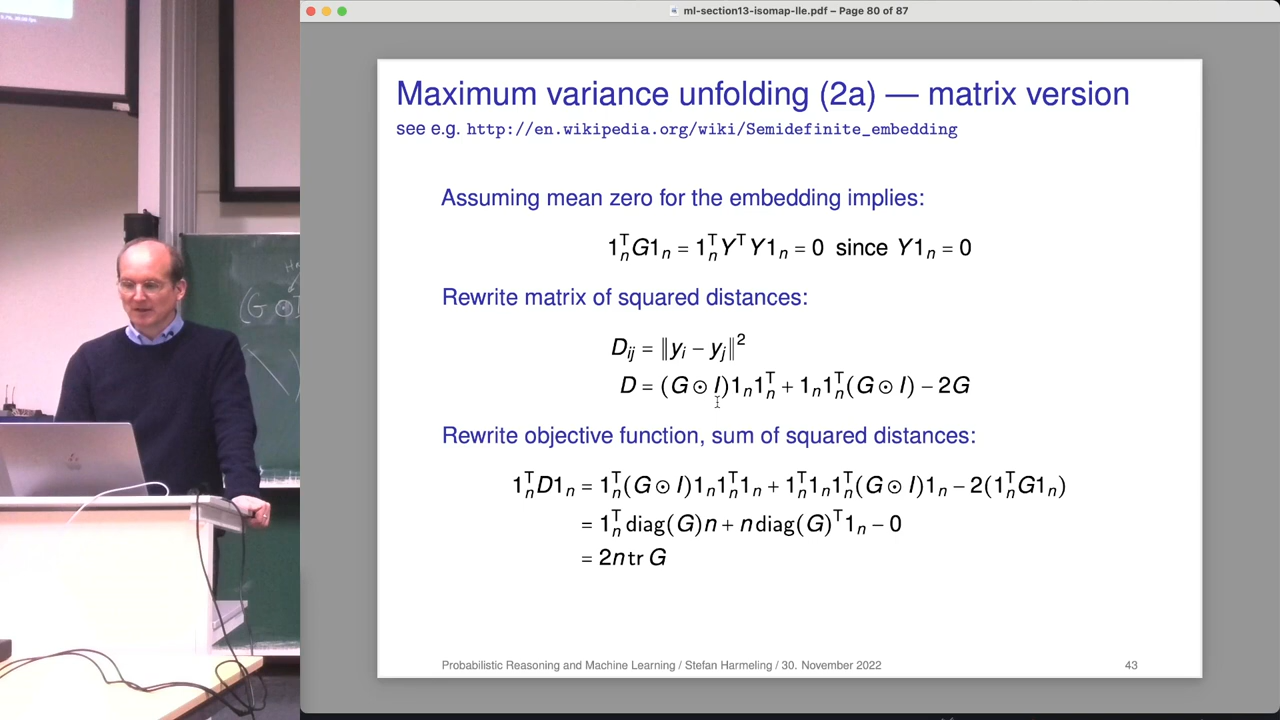 ml-section13-isomap-lle.pdf – Page 80 of 87
Maximum variance unfolding (2a) — matrix version
see e.g. http://en.wikipedia.org/wiki/Semidefinite_embedding
Assuming mean zero for the embedding implies:
1ₙᵀG1ₙ = 1ₙᵀYᵀY1ₙ = 0 since Y1ₙ = 0
Rewrite matrix of squared distances:
Dᵢⱼ = ‖yᵢ − yⱼ‖²
D = (G ⊙ I)1ₙ1ₙᵀ + 1ₙ1ₙᵀ(G ⊙ I) − 2G
Rewrite objective function, sum of squared distances:
1ₙᵀD1ₙ = 1ₙᵀ(G ⊙ I)1ₙ1ₙᵀ1ₙ + 1ₙᵀ1ₙ1ₙᵀ(G ⊙ I)1ₙ − 2(1ₙᵀG1ₙ)
= 1ₙᵀ diag(G)n + n diag(G)ᵀ1ₙ − 0
= 2n tr G
Probabilistic Reasoning and Machine Learning / Stefan Harmeling / 30. November 2022
43
(G ⊙